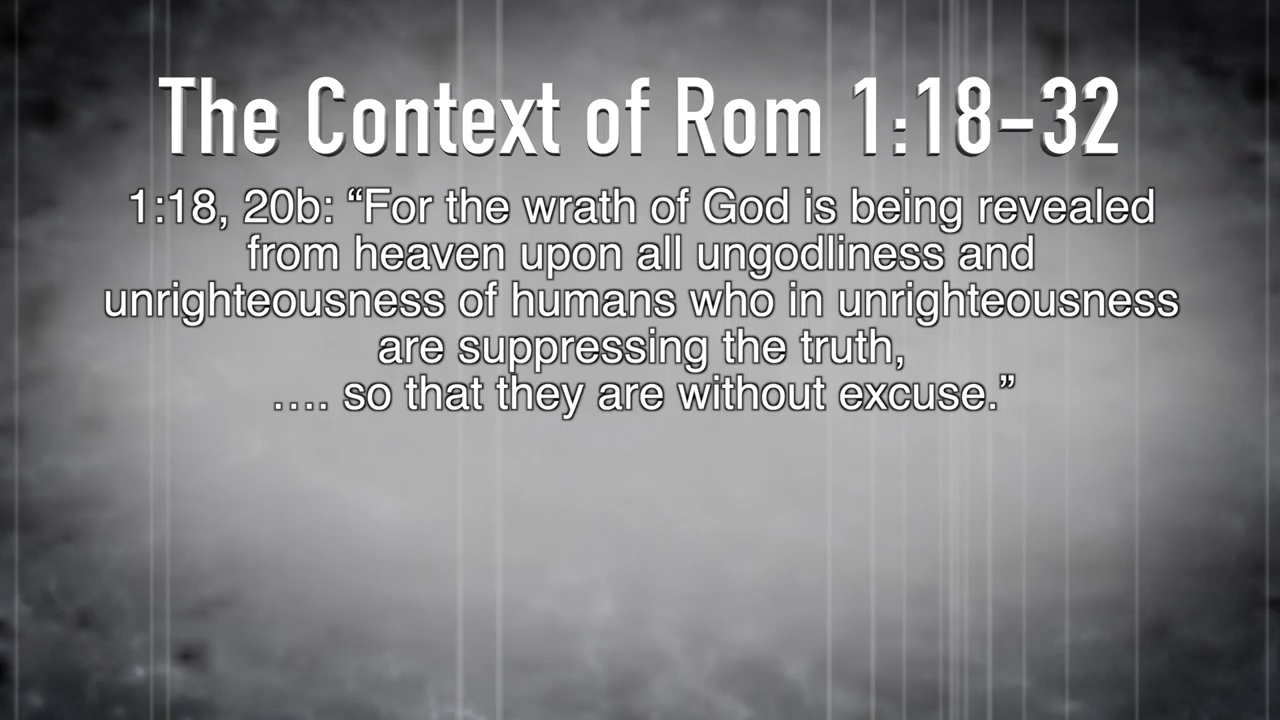 The Context of Rom 1:18–32
1:18, 20b: “For the wrath of God is being revealed
from heaven upon all ungodliness and
unrighteousness of humans who in unrighteousness
are suppressing the truth,
…. so that they are without excuse.”